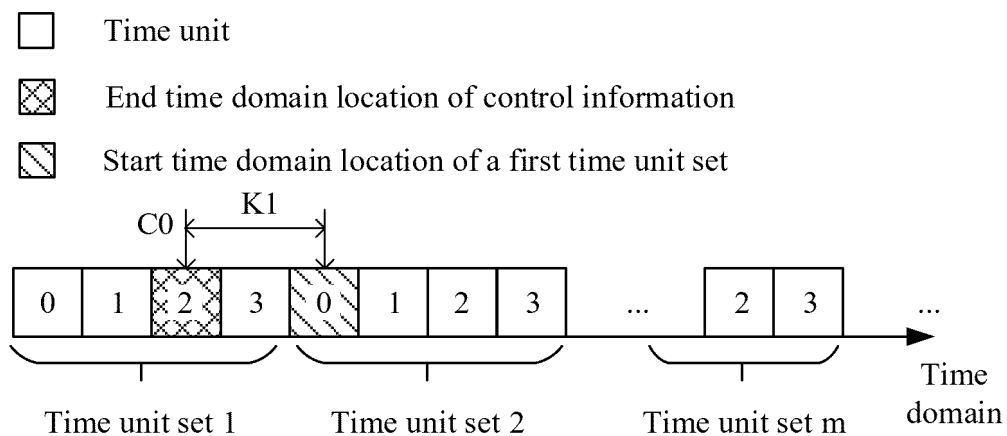 Time unit
End time domain location of control information
Start time domain location of a first time unit set
C0 K1
0 1 2 3 0 1 2 3 ... 2 3 ...
Time unit set 1 Time unit set 2 Time unit set m
Time
domain